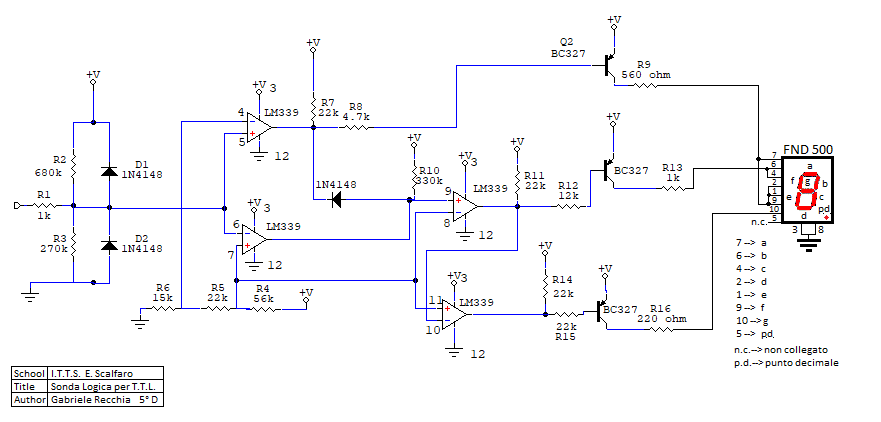 +V
Q2
BC327
R9
560 ohm
+V
+V
+V 3
4
LM339
5
12
R7
22k
R8
4.7k
R2
680k
D1
1N4148
R1
1k
R3
270k
D2
1N4148
+V
3
6
LM339
7
12
1N4148
+V
R10
330k
+V
3
9
LM339
8
12
+V
R11
22k
R12
12k
+V
BC327
R13
1k
FND 500
7
6
4
2
1
9
10
5
n.c.
a
f
g
b
e
c
d
p.d.
3
8
R6
15k
R5
22k
R4
56k
+V
+V
3
11
LM339
10
12
+V
R14
22k
22k
R15
+V
BC327
R16
220 ohm
7 --> a
6 --> b
4 --> c
2 --> d
1 --> e
9 --> f
10 --> g
5 --> p.d.
n.c. --> non collegato
p.d. --> punto decimale
School I.T.T.S. E. Scalfaro
Title Sonda Logica per T.T.L.
Author Gabriele Recchia 5° D